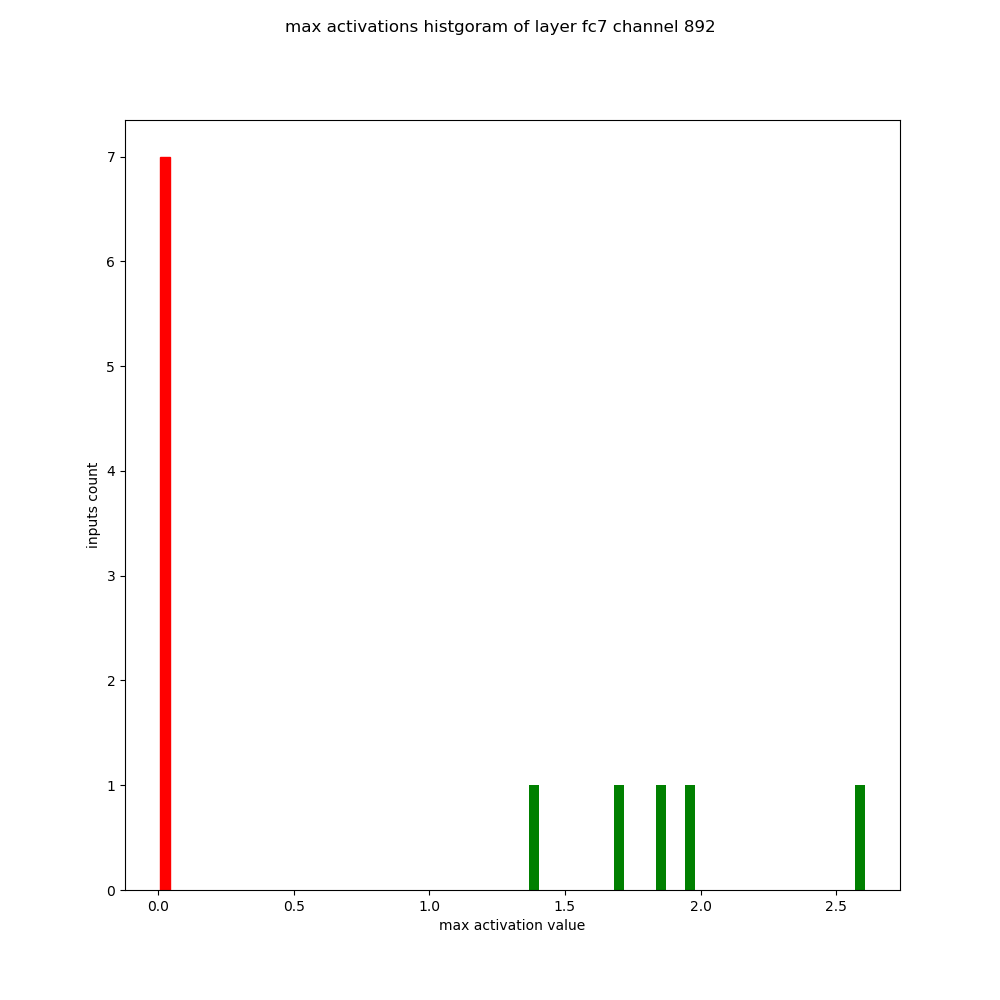 max activations histgoram of layer fc7 channel 892
7
6
5
4
3
2
1
0
inputs count
0.0 0.5 1.0 1.5 2.0 2.5
max activation value